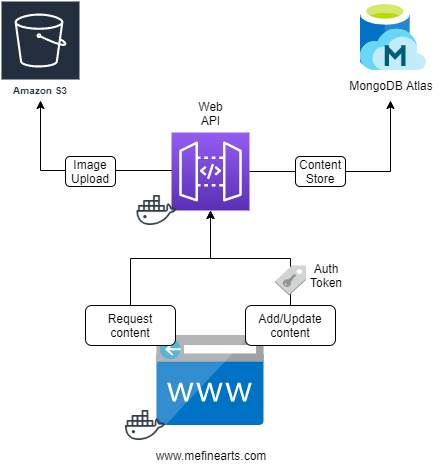 Amazon S3
MongoDB Atlas
Web
API
Image
Upload
</>
Content
Store
M
Auth
Token
Request
content
Add/Update
content
WWW
www.mefinearts.com